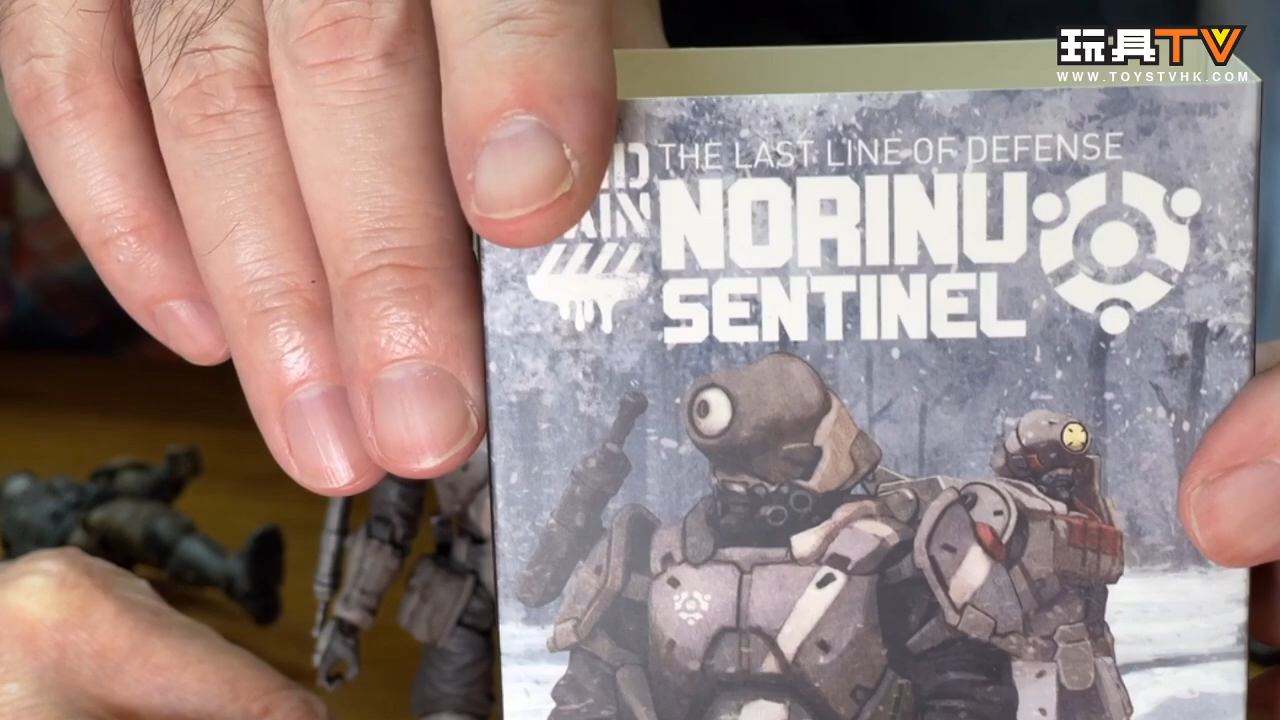 玩具TV
WWW.TOYSTVHK.COM
THE LAST LINE OF DEFENSE
NORINU
SENTINEL